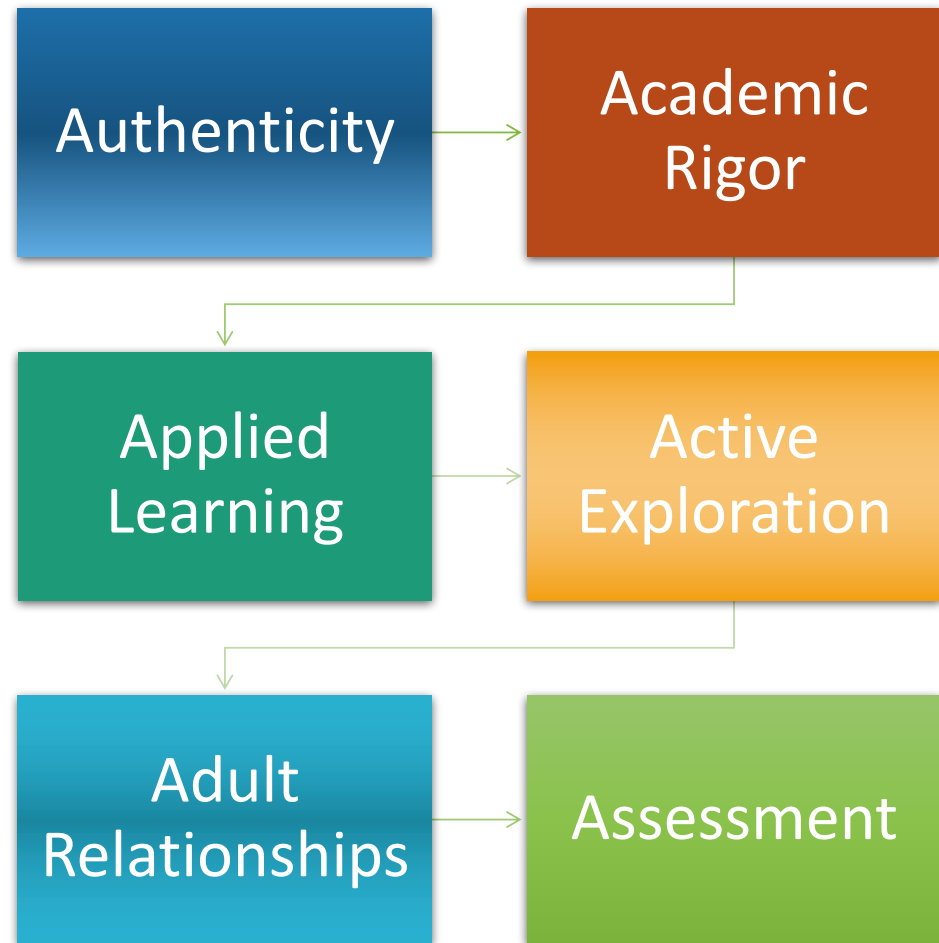 Authenticity
Academic
Rigor
Applied
Learning
Active
Exploration
Adult
Relationships
Assessment